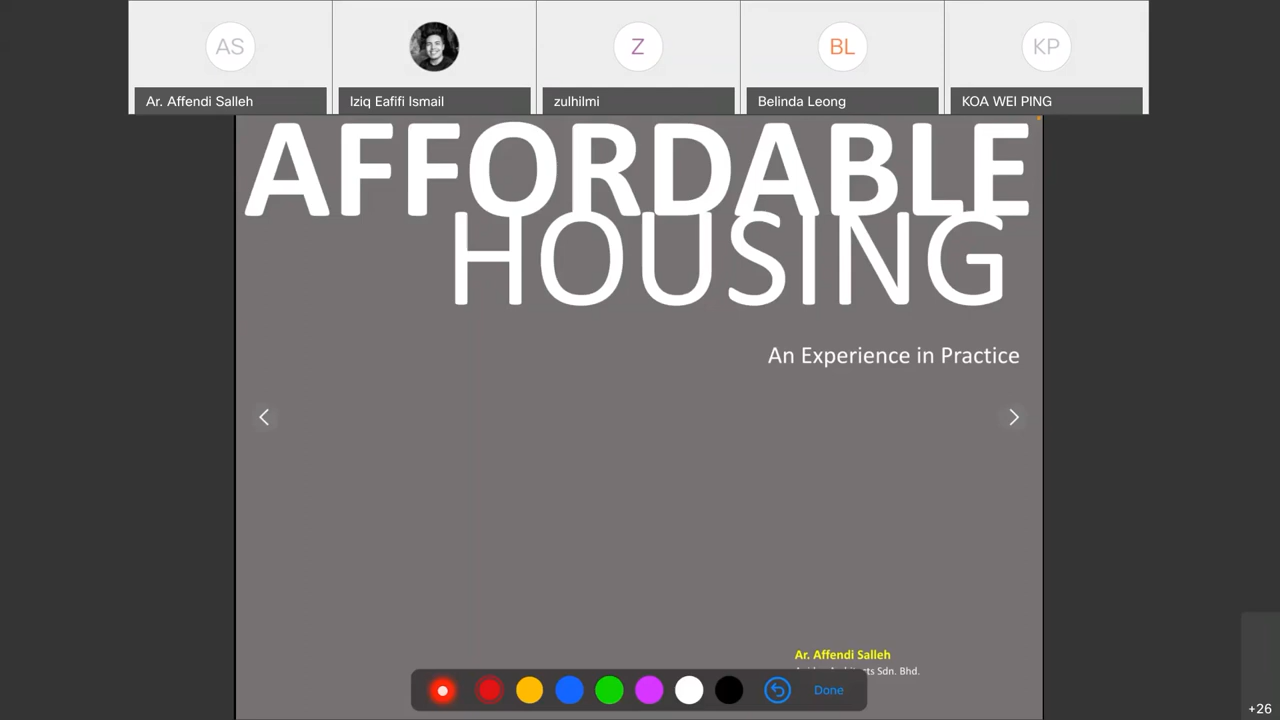 AS
Z
BL
KP
Ar. Affendi Salleh
Iziq Eafifi Ismail
zulhilmi
Belinda Leong
KOA WEI PING
AFFORDABLE
HOUSING
An Experience in Practice
Ar. Affendi Salleh
Sdn. Bhd.
Done
+26